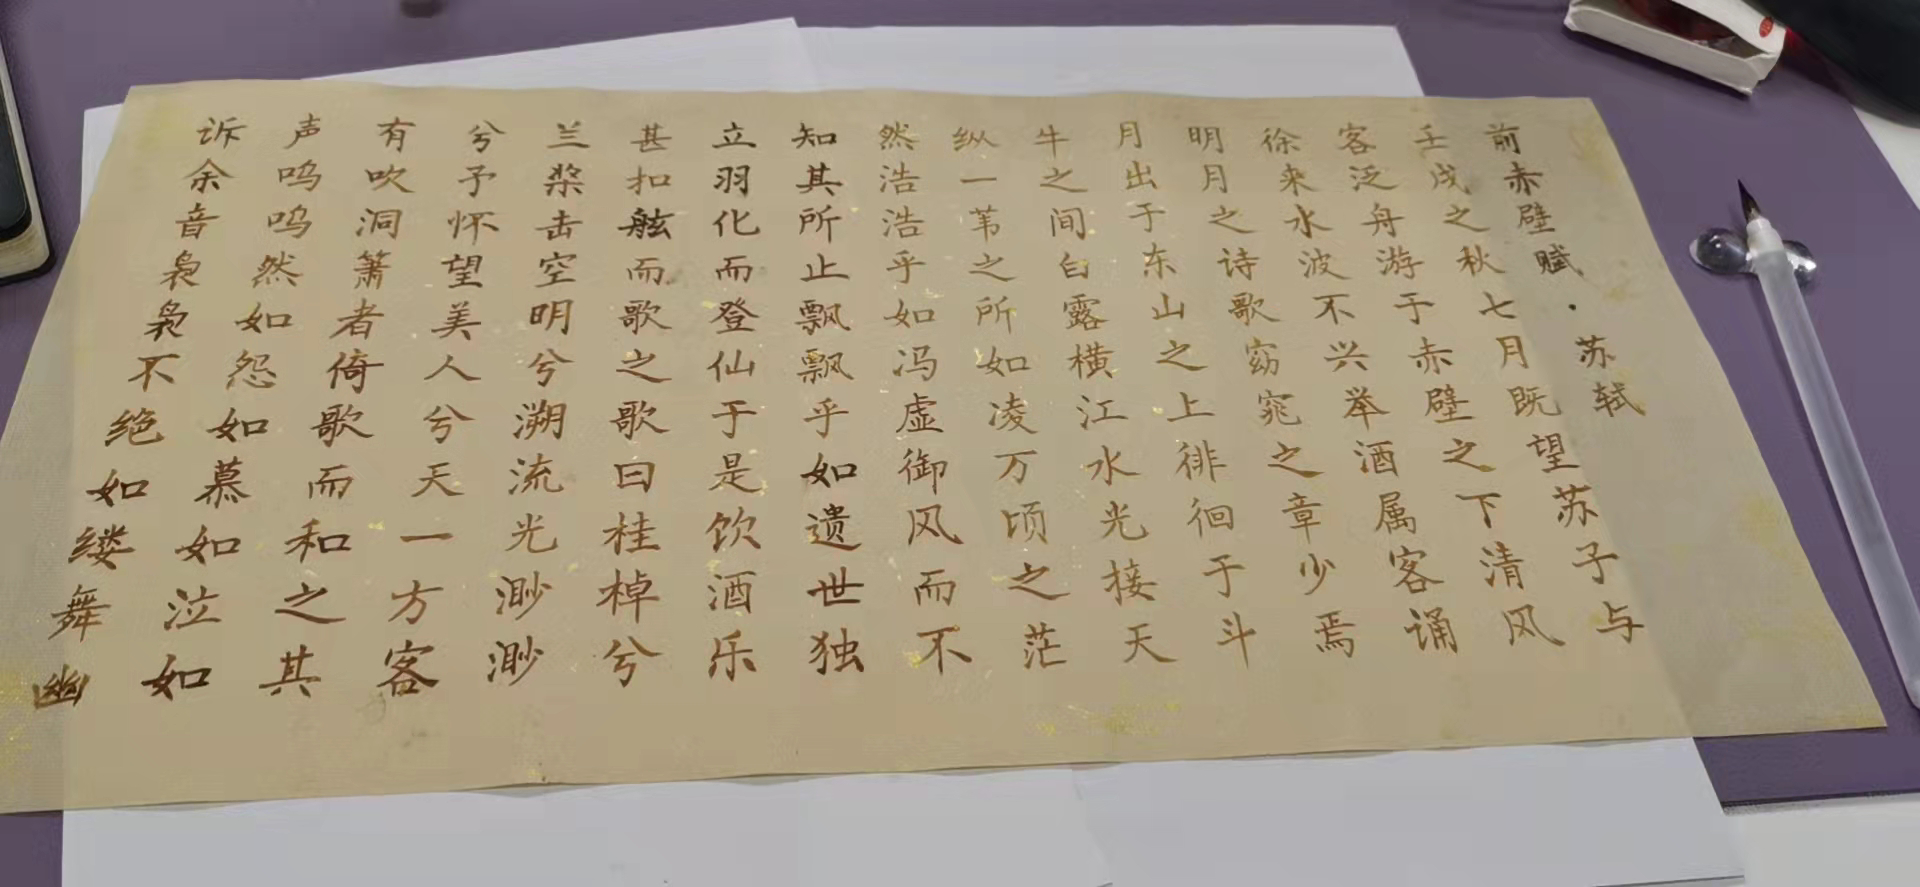 前赤壁赋·苏轼
壬戌之秋七月既望苏子与
客泛舟游于赤壁之下清风
徐来水波不兴举酒属客诵
明月之诗歌窈窕之章少焉
月出于东山之上徘徊于斗
牛之间白露横江水光接天
纵一苇之所如凌万顷之茫
然浩浩乎如冯虚御风而不
知其所止飘飘乎如遗世独
立羽化而登仙于是饮酒乐
甚扣舷而歌之歌曰桂棹兮
兰桨击空明兮溯流光渺渺
兮予怀望美人兮天一方客
有吹洞箫者倚歌而和之其
声呜呜然如怨如慕如泣如
诉余音袅袅不绝如缕舞幽